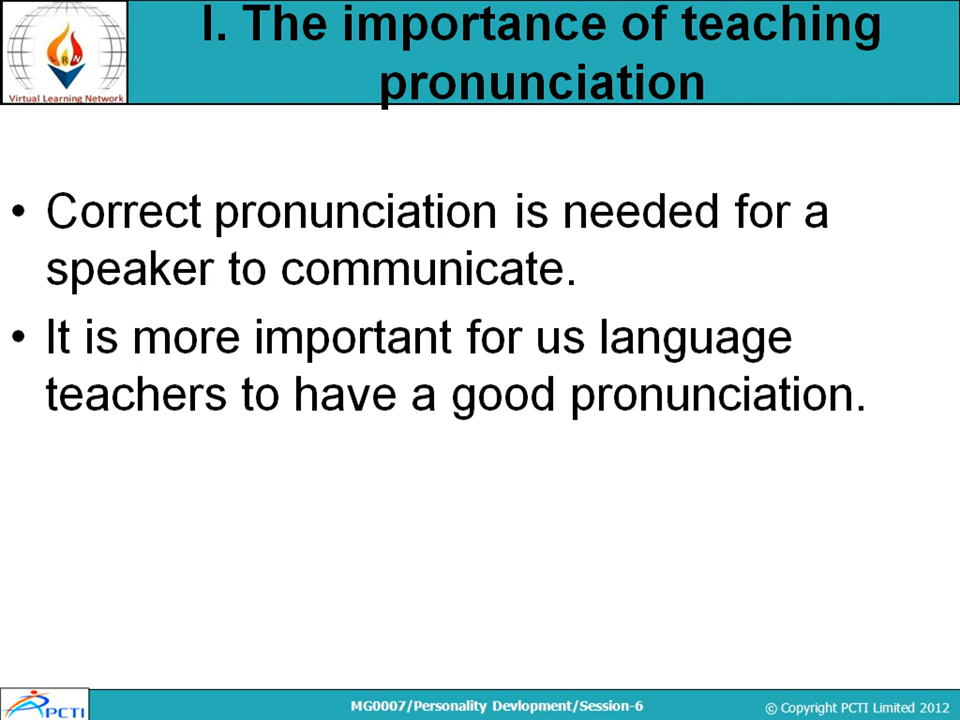 I. The importance of teaching
pronunciation
RN
Virtual Learning Network
• Correct pronunciation is needed for a
speaker to communicate.
• It is more important for us language
teachers to have a good pronunciation.
PCTI
MG0007/Personality Devlopment/Session-6
© Copyright PCTI Limited 2012